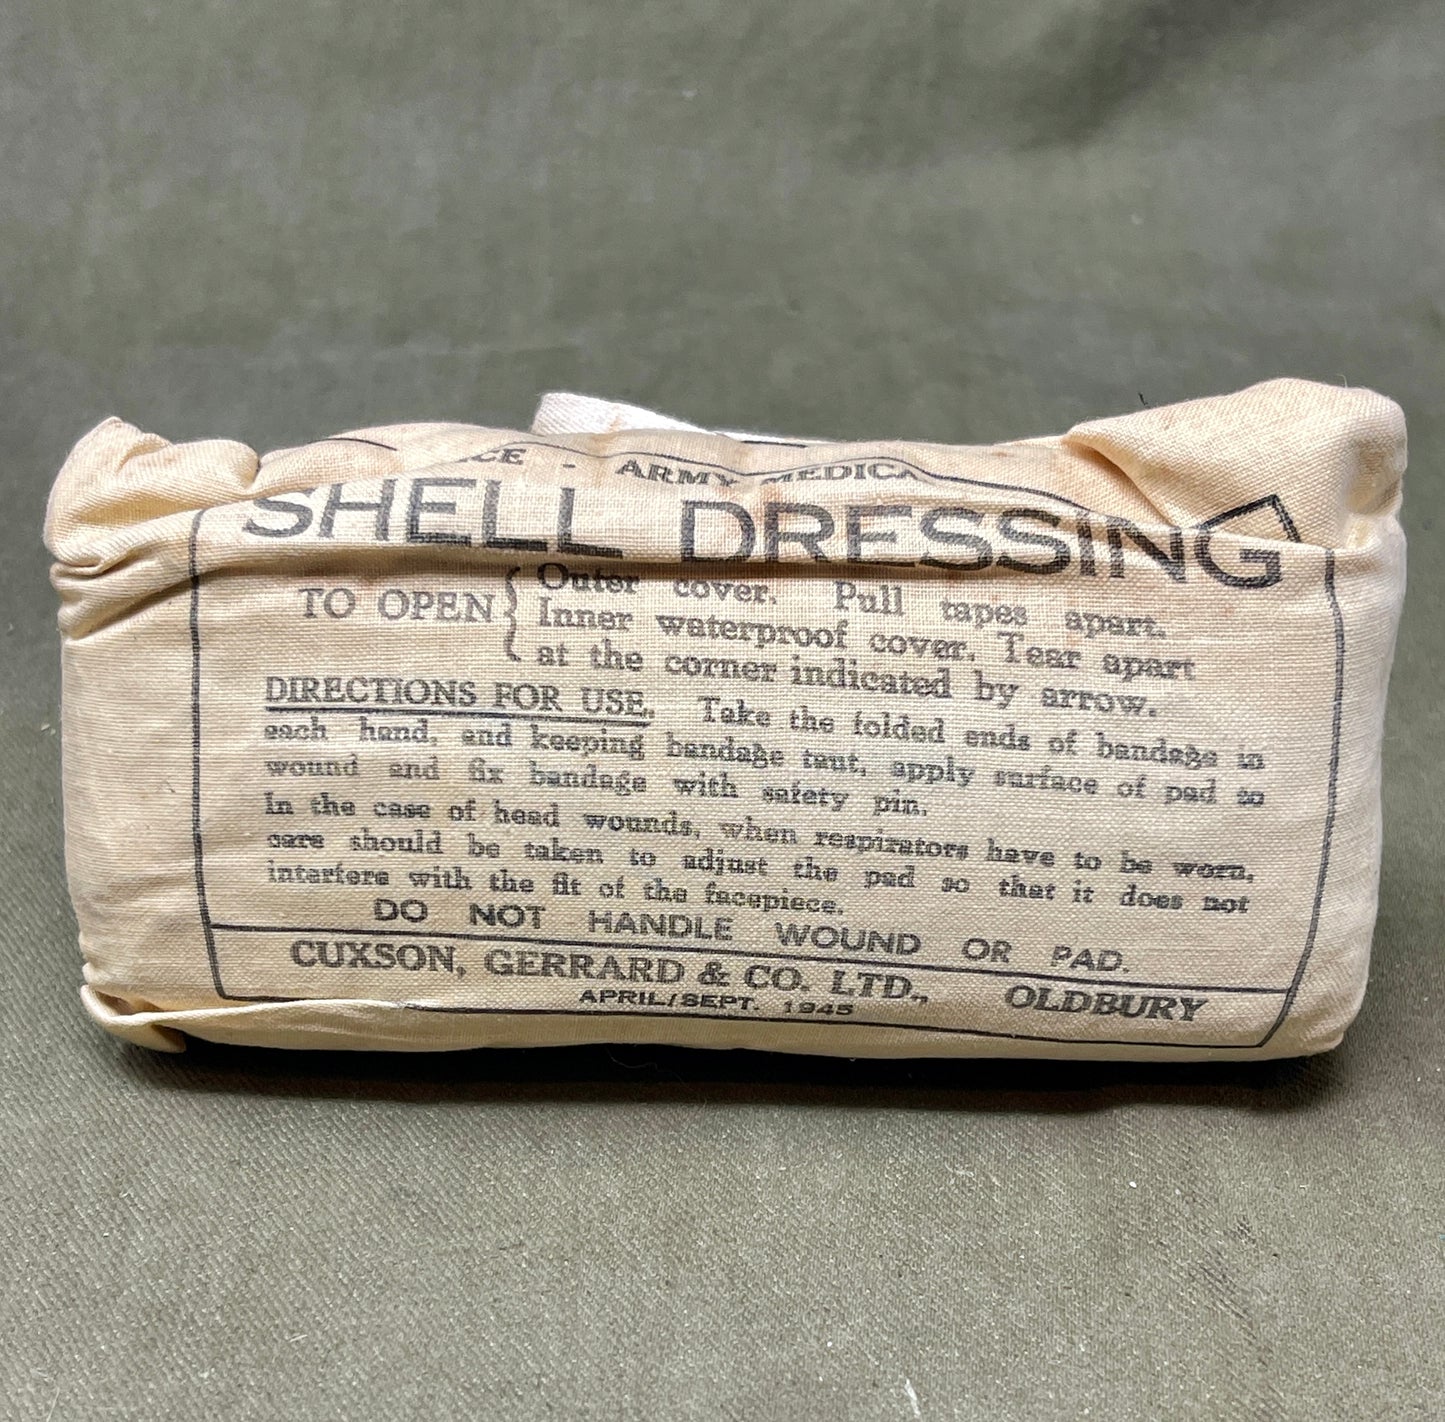 ARMY MEDICA
SHELL DRESSING
TO OPEN { Outer cover. Pull tapes apart.
Inner waterproof cover. Tear apart
at the corner indicated by arrow.
DIRECTIONS FOR USE. Take the folded ends of bandage in
each hand, and keeping bandage taut, apply surface of pad to
wound and fix bandage with safety pin.
In the case of head wounds, when respirators have to be worn,
care should be taken to adjust the pad so that it does not
interfere with the fit of the facepiece.
DO NOT HANDLE WOUND OR PAD.
CUXSON, GERRARD & CO. LTD., OLDBURY
APRIL/SEPT. 1945